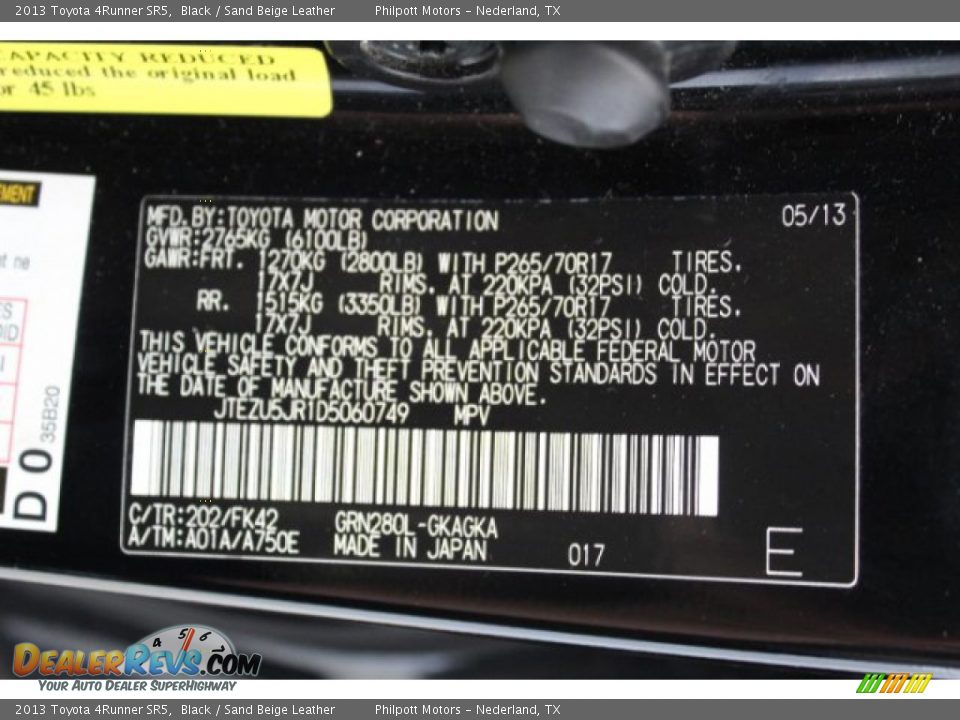 2013 Toyota 4Runner SR5,  Black / Sand Beige Leather          Philpott Motors – Nederland, TX
CAPACITY REDUCED
reduced the original load
or 45 lbs
MFD.BY:TOYOTA MOTOR CORPORATION 05/13
GVWR:2765KG (6100LB)
GAWR:FRT. 1270KG (2800LB) WITH P265/70R17 TIRES.
17X7J RIMS. AT 220KPA (32PSI) COLD.
RR. 1515KG (3350LB) WITH P265/70R17 TIRES.
17X7J RIMS. AT 220KPA (32PSI) COLD.
THIS VEHICLE CONFORMS TO ALL APPLICABLE FEDERAL MOTOR
VEHICLE SAFETY AND THEFT PREVENTION STANDARDS IN EFFECT ON
THE DATE OF MANUFACTURE SHOWN ABOVE.
JTEZU5JR1D5060749 MPV
C/TR:202/FK42 GRN280L-GKAGKA
A/TM:A01A/A750E MADE IN JAPAN 017 E
D 0 35B20
4 5 6 7
DealerRevs.com
Your Auto Dealer SuperHighway
2013 Toyota 4Runner SR5,  Black / Sand Beige Leather          Philpott Motors – Nederland, TX